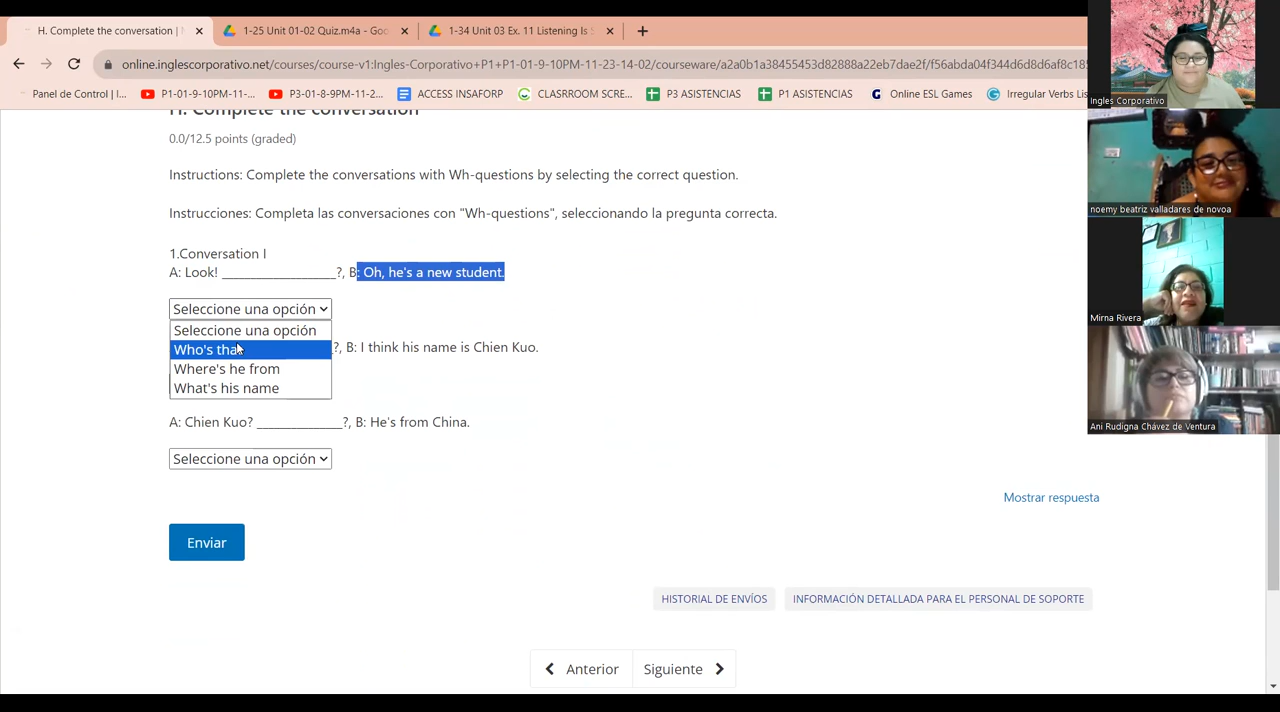 H. Complete the conversation |
1-25 Unit 01-02 Quiz.m4a - Goo
1-34 Unit 03 Ex. 11 Listening Is S
online.inglescorporativo.net/courses/course-v1:Ingles-Corporativo+P1+P1-01-9-10PM-11-23-14-02/courseware/a2a0b1a38455453d82888a22eb7dae2f/f56abda04f344d6d8d6af8c185
Panel de Control | I...
P1-01-9-10PM-11-...
P3-01-8-9PM-11-2...
ACCESS INSAFORP
CLASRROOM SCRE...
P3 ASISTENCIAS
P1 ASISTENCIAS
Online ESL Games
Irregular Verbs Lis
H. Complete the conversation
0.0/12.5 points (graded)
Instructions: Complete the conversations with Wh-questions by selecting the correct question.
Instrucciones: Completa las conversaciones con "Wh-questions", seleccionando la pregunta correcta.
1.Conversation I
A: Look! _________________?, B: Oh, he's a new student.
Seleccione una opción
Seleccione una opción
Who's tha
?, B: I think his name is Chien Kuo.
Where's he from
What's his name
A: Chien Kuo? _____________?, B: He's from China.
Seleccione una opción
Mostrar respuesta
Enviar
HISTORIAL DE ENVÍOS
INFORMACIÓN DETALLADA PARA EL PERSONAL DE SOPORTE
Anterior
Siguiente
Ingles Corporativo
noemy beatriz valladares de novoa
Mirna Rivera
Ani Rudigna Chávez de Ventura